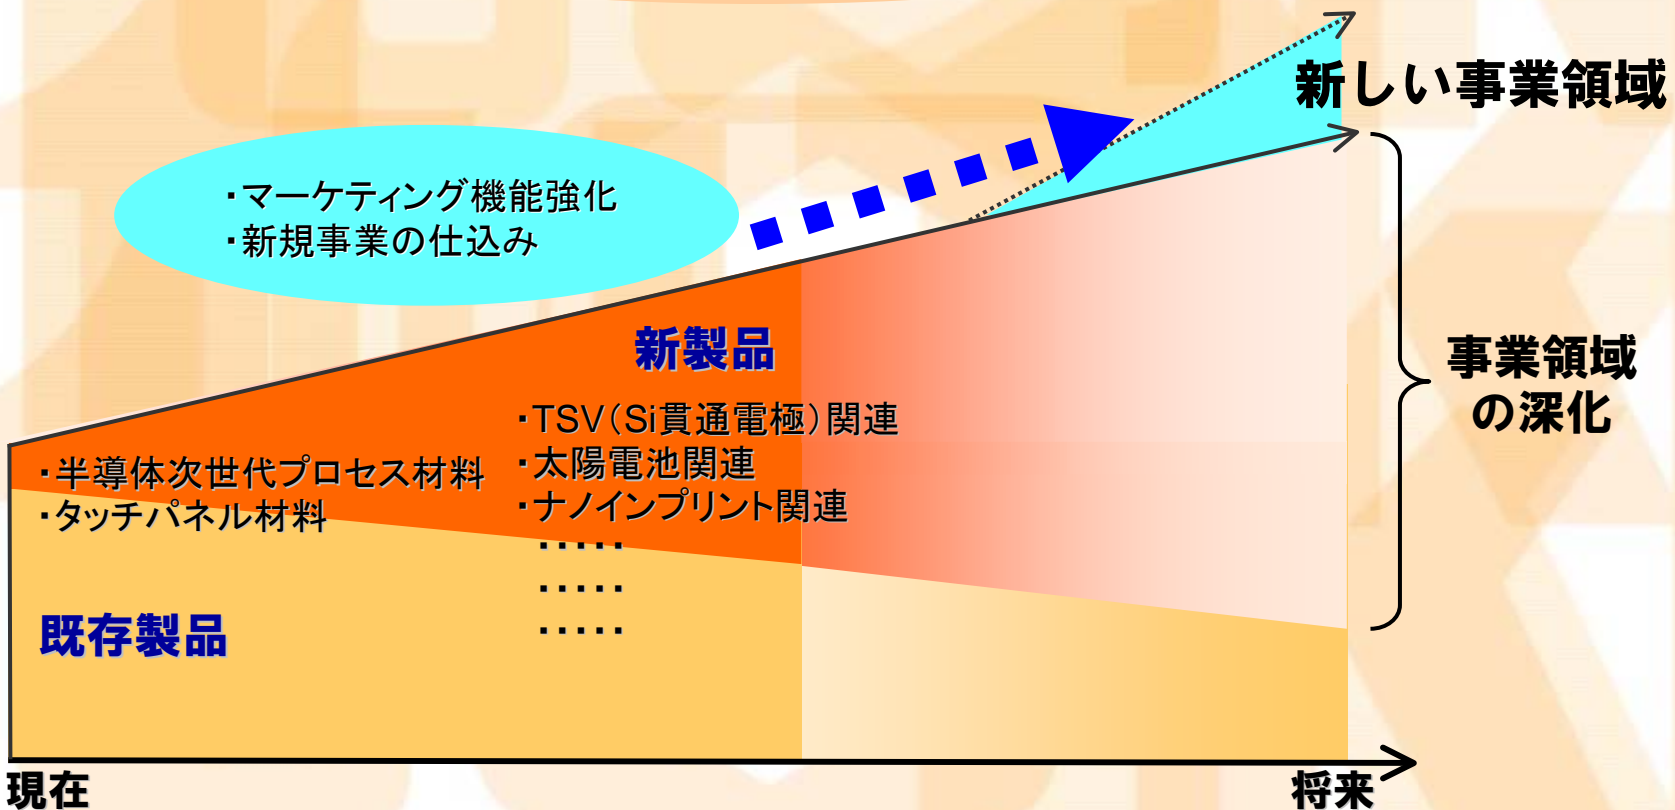 新しい事業領域
・マーケティング機能強化
・新規事業の仕込み
新製品
・TSV(Si貫通電極)関連
・太陽電池関連
・ナノインプリント関連
・・・・・
・・・・・
・・・・・
・半導体次世代プロセス材料
・タッチパネル材料
既存製品
事業領域
の深化
現在
将来